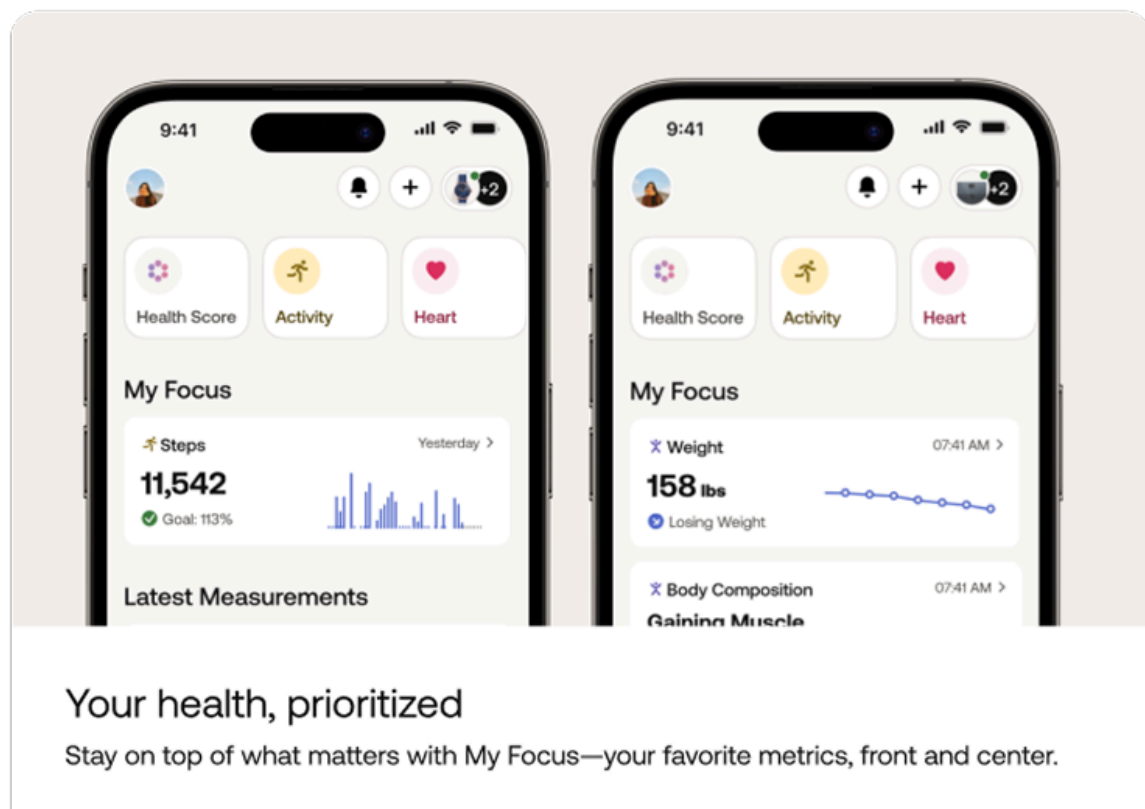 9:41
+2
Health Score
Activity
Heart
My Focus
Steps
Yesterday
11,542
Goal: 113%
Latest Measurements
9:41
+2
Health Score
Activity
Heart
My Focus
Weight
07:41 AM
158 lbs
Losing Weight
Body Composition
07:41 AM
Gaining Muscle
Your health, prioritized
Stay on top of what matters with My Focus—your favorite metrics, front and center.